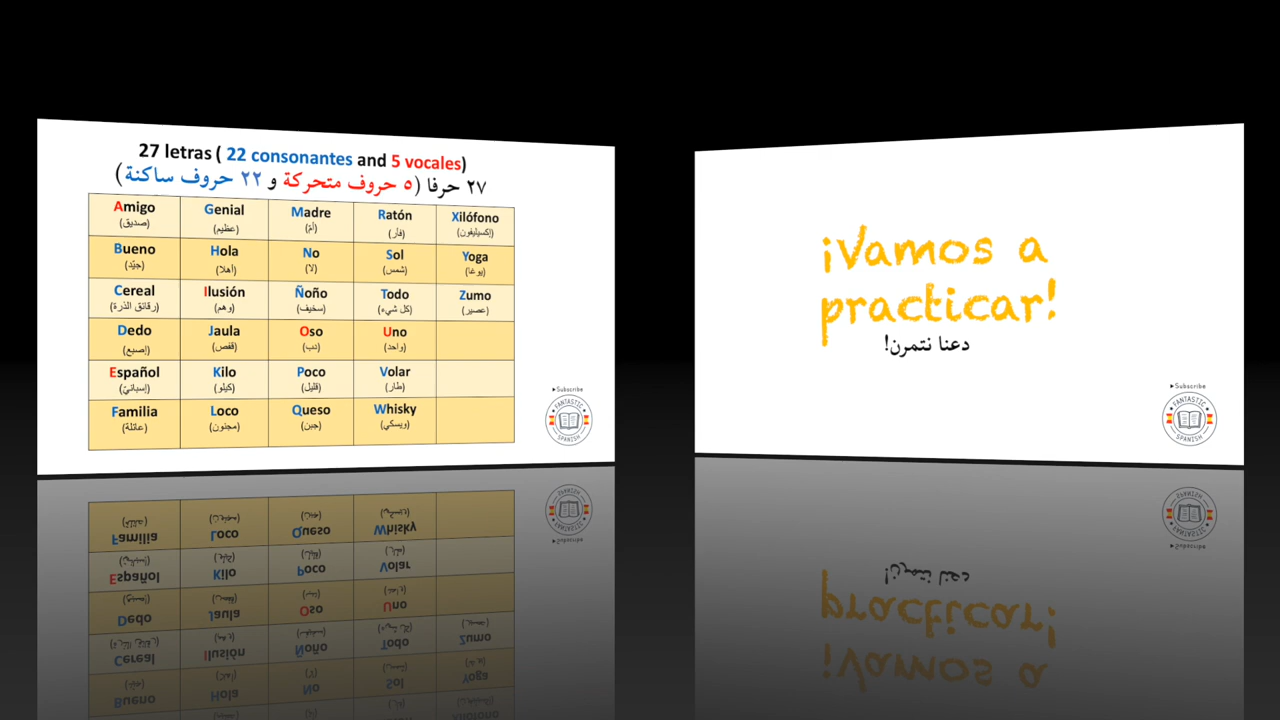 27 letras ( 22 consonantes and 5 vocales)
٢٧ حرفا (٥ حروف متحركة و ٢٢ حروف ساكنة)
Amigo Genial Madre Ratón Xilófono
(صديق) (عظيم) (أمّ) (فأر) (إكسيليفون)
Bueno Hola No Sol Yoga
(جيّد) (أهلا) (لا) (شمس) (يوغا)
Cereal Ilusión Ñoño Todo Zumo
(رقائق الذرة) (وهم) (سخيف) (كل شيء) (عصير)
Dedo Jaula Oso Uno
(إصبع) (قفص) (دب) (واحد)
Español Kilo Poco Volar
(إسبانيّ) (كيلو) (قليل) (طار)
Familia Loco Queso Whisky
(عائلة) (مجنون) (جبن) (ويسكي)
Subscribe
FANTASTIC
SPANISH
¡Vamos a
practicar!
دعنا نتمرن!
Subscribe
FANTASTIC
SPANISH